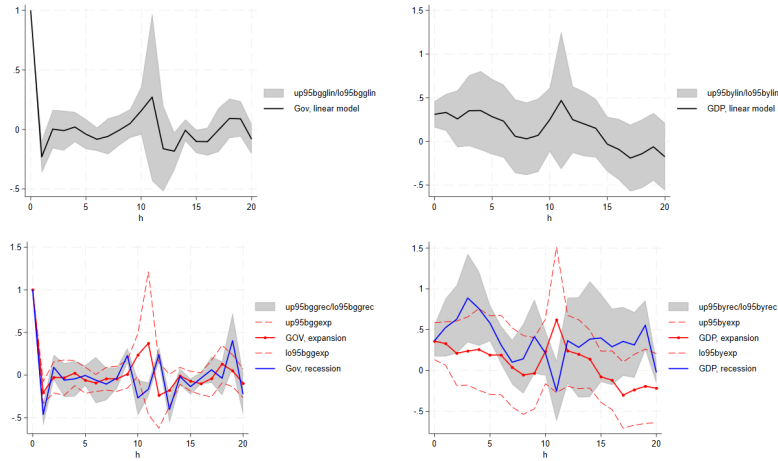 1
.5
0
-.5
0
5
10
15
20
h
up95bgglin/lo95bgglin
Gov, linear model
1.5
1
.5
0
-.5
0
5
10
15
20
h
up95bylin/lo95bylin
GDP, linear model
1.5
1
.5
0
-.5
0
5
10
15
20
h
up95bggrec/lo95bggrec
up95bggexp
GOV, expansion
lo95bggexp
Gov, recession
1.5
1
.5
0
-.5
0
5
10
15
20
h
up95byrec/lo95byrec
up95byexp
GDP, expansion
lo95byexp
GDP, recession